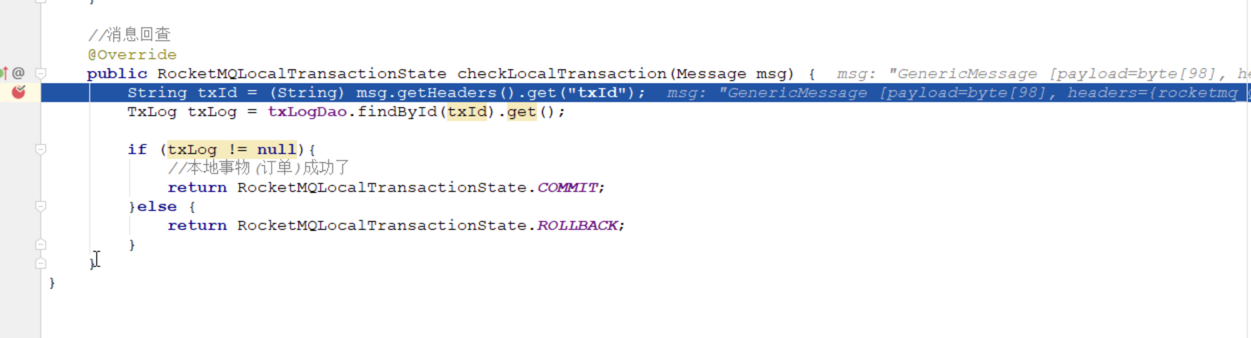 }
//消息回查
@Override
public RocketMQLocalTransactionState checkLocalTransaction(Message msg) { msg: "GenericMessage [payload=byte[98], he
String txId = (String) msg.getHeaders().get("txId"); msg: "GenericMessage [payload=byte[98], headers={rocketmq_
TxLog txLog = txLogDao.findById(txId).get();
if (txLog != null){
//本地事物(订单)成功了
return RocketMQLocalTransactionState.COMMIT;
}else {
return RocketMQLocalTransactionState.ROLLBACK;
}
}
}